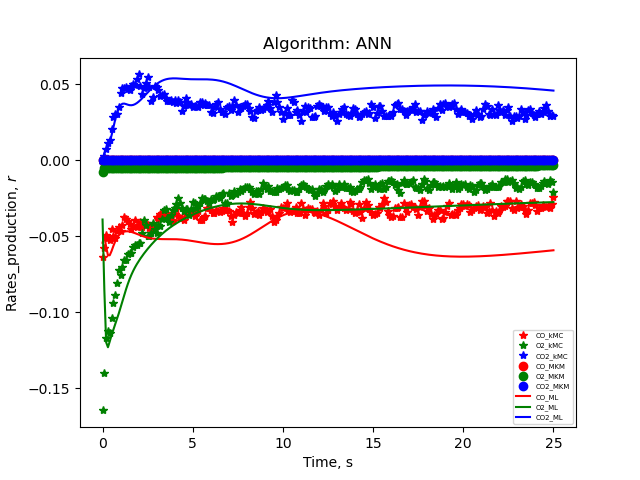 Algorithm: ANN
Rates_production, r
0.05
0.00
−0.05
−0.10
−0.15
0
5
10
15
20
25
Time, s
CO_kMC
O2_kMC
CO2_kMC
CO_MKM
O2_MKM
CO2_MKM
CO_ML
O2_ML
CO2_ML